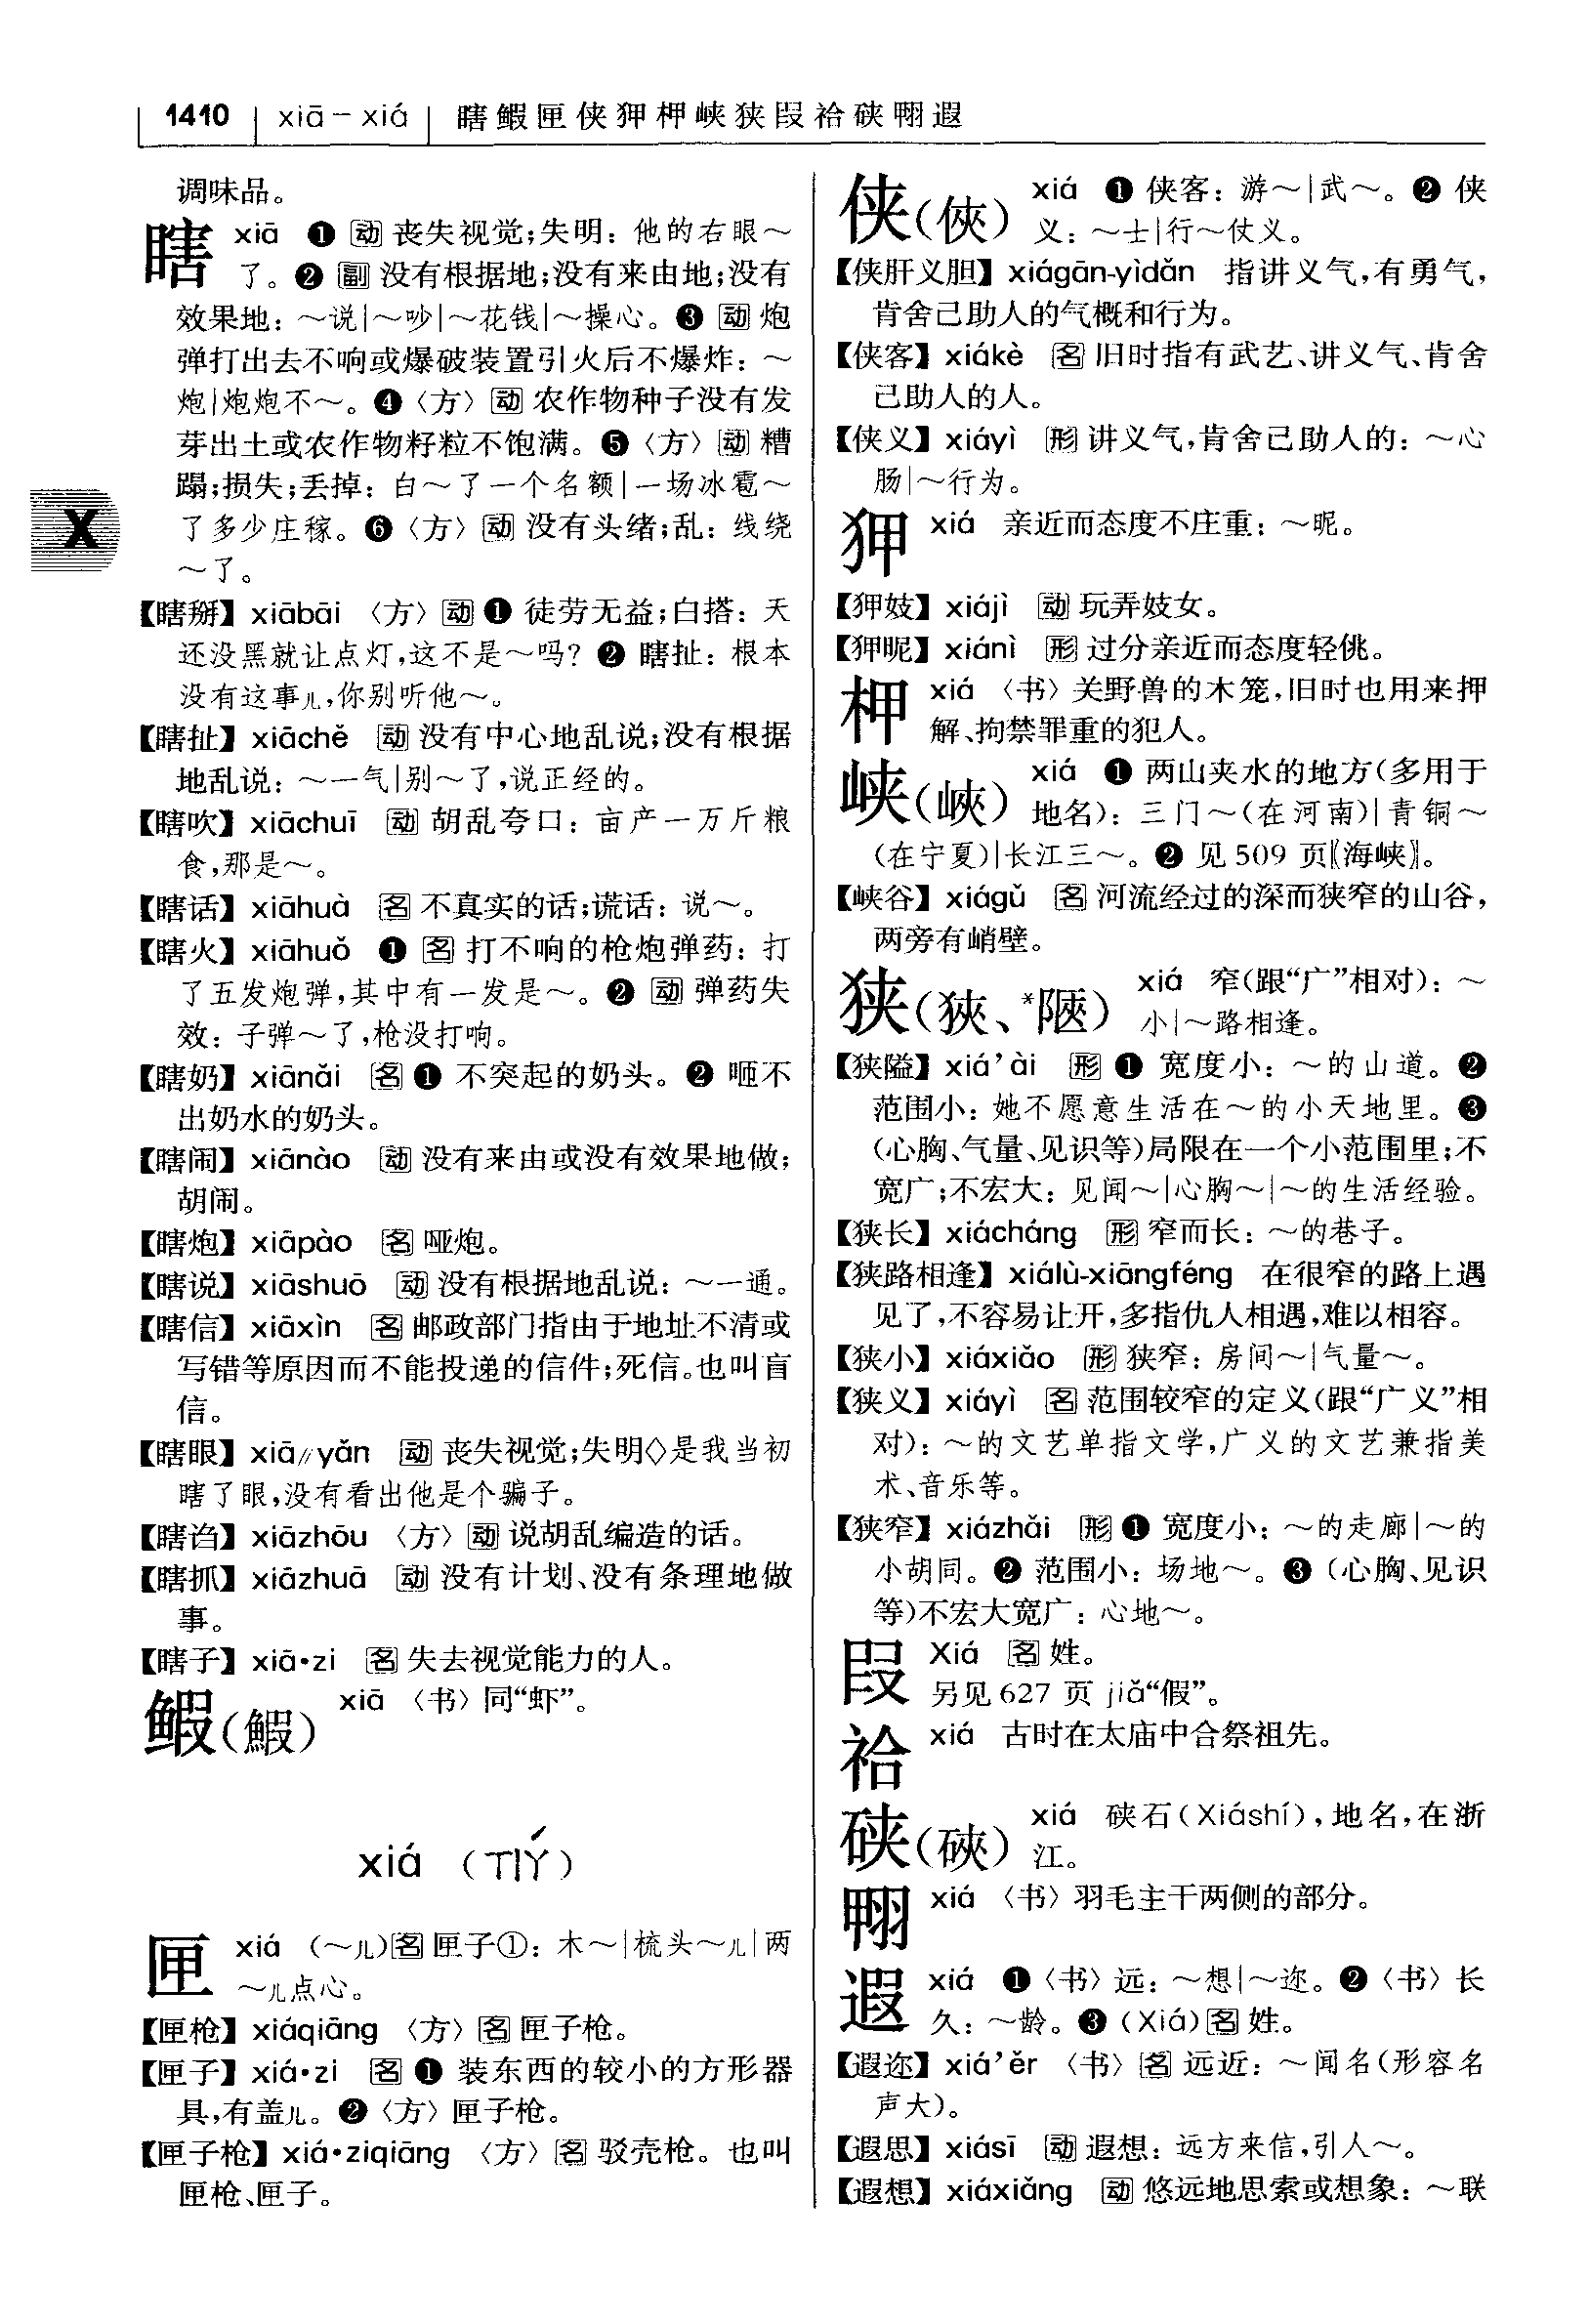 1410 xiā-xiá 瞎鰕匣侠狎柙峡狭叚祫硖翈遐
调味品。
瞎 xiā ❶ 动 丧失视觉;失明：他的右眼～
了。❷ 副 没有根据地;没有来由地;没有
效果地：～说|～吵|～花钱|～操心。❸ 动 炮
弹打出去不响或爆破装置引火后不爆炸：～
炮|炮炮不～。❹〈方〉动 农作物种子没有发
芽出土或农作物籽粒不饱满。❺〈方〉动 糟
蹋;损失;丢掉：白～了一个名额|一场冰雹～
了多少庄稼。❻〈方〉动 没有头绪;乱：线绕
～了。
【瞎掰】xiābāi 〈方〉动 ❶ 徒劳无益;白搭：天
还没黑就让点灯,这不是～吗? ❷ 瞎扯：根本
没有这事儿,你别听他～。
【瞎扯】xiāchě 动 没有中心地乱说;没有根据
地乱说：～一气|别～了,说正经的。
【瞎吹】xiāchuī 动 胡乱夸口：亩产一万斤粮
食,那是～。
【瞎话】xiāhuà 名 不真实的话;谎话：说～。
【瞎火】xiāhuǒ ❶ 名 打不响的枪炮弹药：打
了五发炮弹,其中有一发是～。❷ 动 弹药失
效：子弹～了,枪没打响。
【瞎奶】xiānǎi 名 ❶ 不突起的奶头。❷ 咂不
出奶水的奶头。
【瞎闹】xiānào 动 没有来由或没有效果地做;
胡闹。
【瞎炮】xiāpào 名 哑炮。
【瞎说】xiāshuō 动 没有根据地乱说：～一通。
【瞎信】xiāxìn 名 邮政部门指由于地址不清或
写错等原因而不能投递的信件;死信。也叫盲
信。
【瞎眼】xiā//yǎn 动 丧失视觉;失明◇是我当初
瞎了眼,没有看出他是个骗子。
【瞎诌】xiāzhōu 〈方〉动 说胡乱编造的话。
【瞎抓】xiāzhuā 动 没有计划、没有条理地做
事。
【瞎子】xiā•zi 名 失去视觉能力的人。
鰕(鰕) xiā 〈书〉同“虾”。
xiá (ㄒㄧㄚˊ)
匣 xiá (～儿)名 匣子①：木～|梳头～儿|两
～儿点心。
【匣枪】xiáqiāng 〈方〉名 匣子枪。
【匣子】xiá•zi 名 ❶ 装东西的较小的方形器
具,有盖儿。❷〈方〉匣子枪。
【匣子枪】xiá•ziqiāng 〈方〉名 驳壳枪。也叫
匣枪、匣子。
侠(俠) xiá ❶ 侠客：游～|武～。❷ 侠
义：～士|行～仗义。
【侠肝义胆】xiágān-yìdǎn 指讲义气,有勇气,
肯舍己助人的气概和行为。
【侠客】xiákè 名 旧时指有武艺、讲义气、肯舍
己助人的人。
【侠义】xiáyì 形 讲义气,肯舍己助人的：～心
肠|～行为。
狎 xiá 亲近而态度不庄重：～昵。
【狎妓】xiájì 动 玩弄妓女。
【狎昵】xiánì 形 过分亲近而态度轻佻。
柙 xiá 〈书〉关野兽的木笼,旧时也用来押
解、拘禁罪重的犯人。
峡(峽) xiá ❶ 两山夹水的地方(多用于
地名)：三门～(在河南)|青铜～
(在宁夏)|长江三～。❷ 见 509 页〖海峡〗。
【峡谷】xiágǔ 名 河流经过的深而狭窄的山谷,
两旁有峭壁。
狭(狹、*陿) xiá 窄(跟“广”相对)：～
小|～路相逢。
【狭隘】xiá’ài 形 ❶ 宽度小：～的山道。❷
范围小：她不愿意生活在～的小天地里。❸
(心胸、气量、见识等)局限在一个小范围里;不
宽广;不宏大：见闻～|心胸～|～的生活经验。
【狭长】xiácháng 形 窄而长：～的巷子。
【狭路相逢】xiálù-xiāngféng 在很窄的路上遇
见了,不容易让开,多指仇人相遇,难以相容。
【狭小】xiáxiǎo 形 狭窄：房间～|气量～。
【狭义】xiáyì 名 范围较窄的定义(跟“广义”相
对)：～的文艺单指文学,广义的文艺兼指美
术、音乐等。
【狭窄】xiázhǎi 形 ❶ 宽度小：～的走廊|～的
小胡同。❷ 范围小：场地～。❸ (心胸、见识
等)不宏大宽广：心地～。
叚 Xiá 名 姓。
另见 627 页 jiǎ“假”。
祫 xiá 古时在太庙中合祭祖先。
硖(硤) xiá 硖石(Xiáshí),地名,在浙
江。
翈 xiá 〈书〉羽毛主干两侧的部分。
遐 xiá ❶〈书〉远：～想|～迩。❷〈书〉长
久：～龄。❸ (Xiá)名 姓。
【遐迩】xiá’ěr 〈书〉名 远近：～闻名(形容名
声大)。
【遐思】xiásī 动 遐想：远方来信,引人～。
【遐想】xiáxiǎng 动 悠远地思索或想象：～联
X